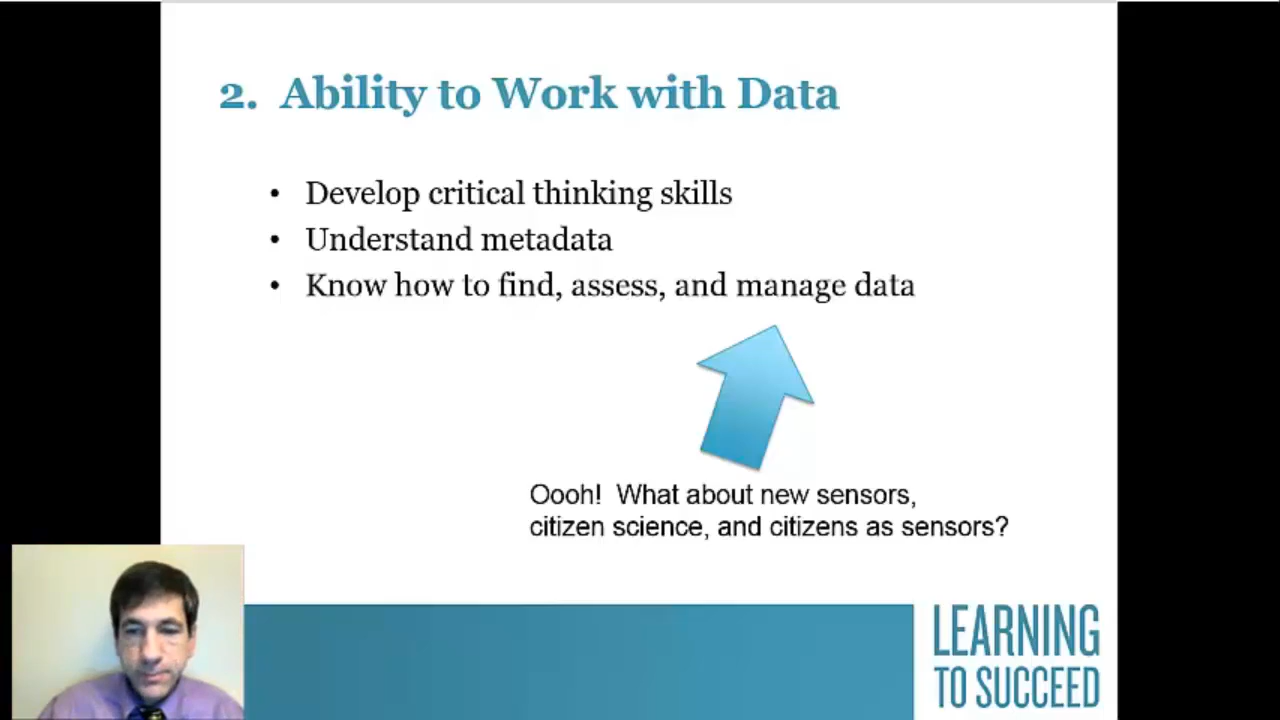 2. Ability to Work with Data
• Develop critical thinking skills
• Understand metadata
• Know how to find, assess, and manage data
Oooh! What about new sensors,
citizen science, and citizens as sensors?
LEARNING
TO SUCCEED